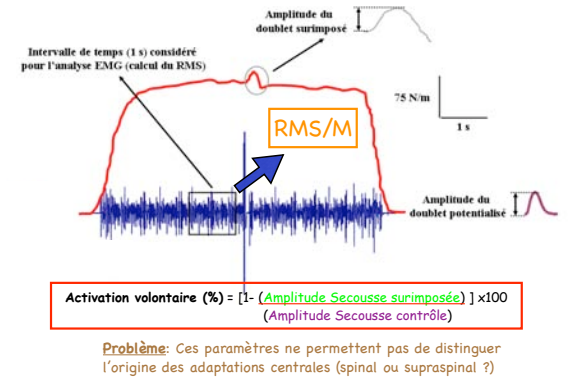 Amplitude du
doublet surimposé
Intervalle de temps (1 s) considéré
pour l'analyse EMG (calcul du RMS)
75 N/m
1 s
RMS/M
Amplitude du
doublet potentialisé
Activation volontaire (%) = [1- (Amplitude Secousse surimposée) ] x100
(Amplitude Secousse contrôle)
Problème: Ces paramètres ne permettent pas de distinguer
l'origine des adaptations centrales (spinal ou supraspinal ?)